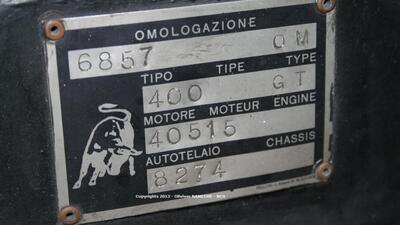 OMOLOGAZIONE
6857 OM
TIPO TIPE TYPE
400 GT
MOTORE MOTEUR ENGINE
40515
AUTOTELAIO CHASSIS
8274